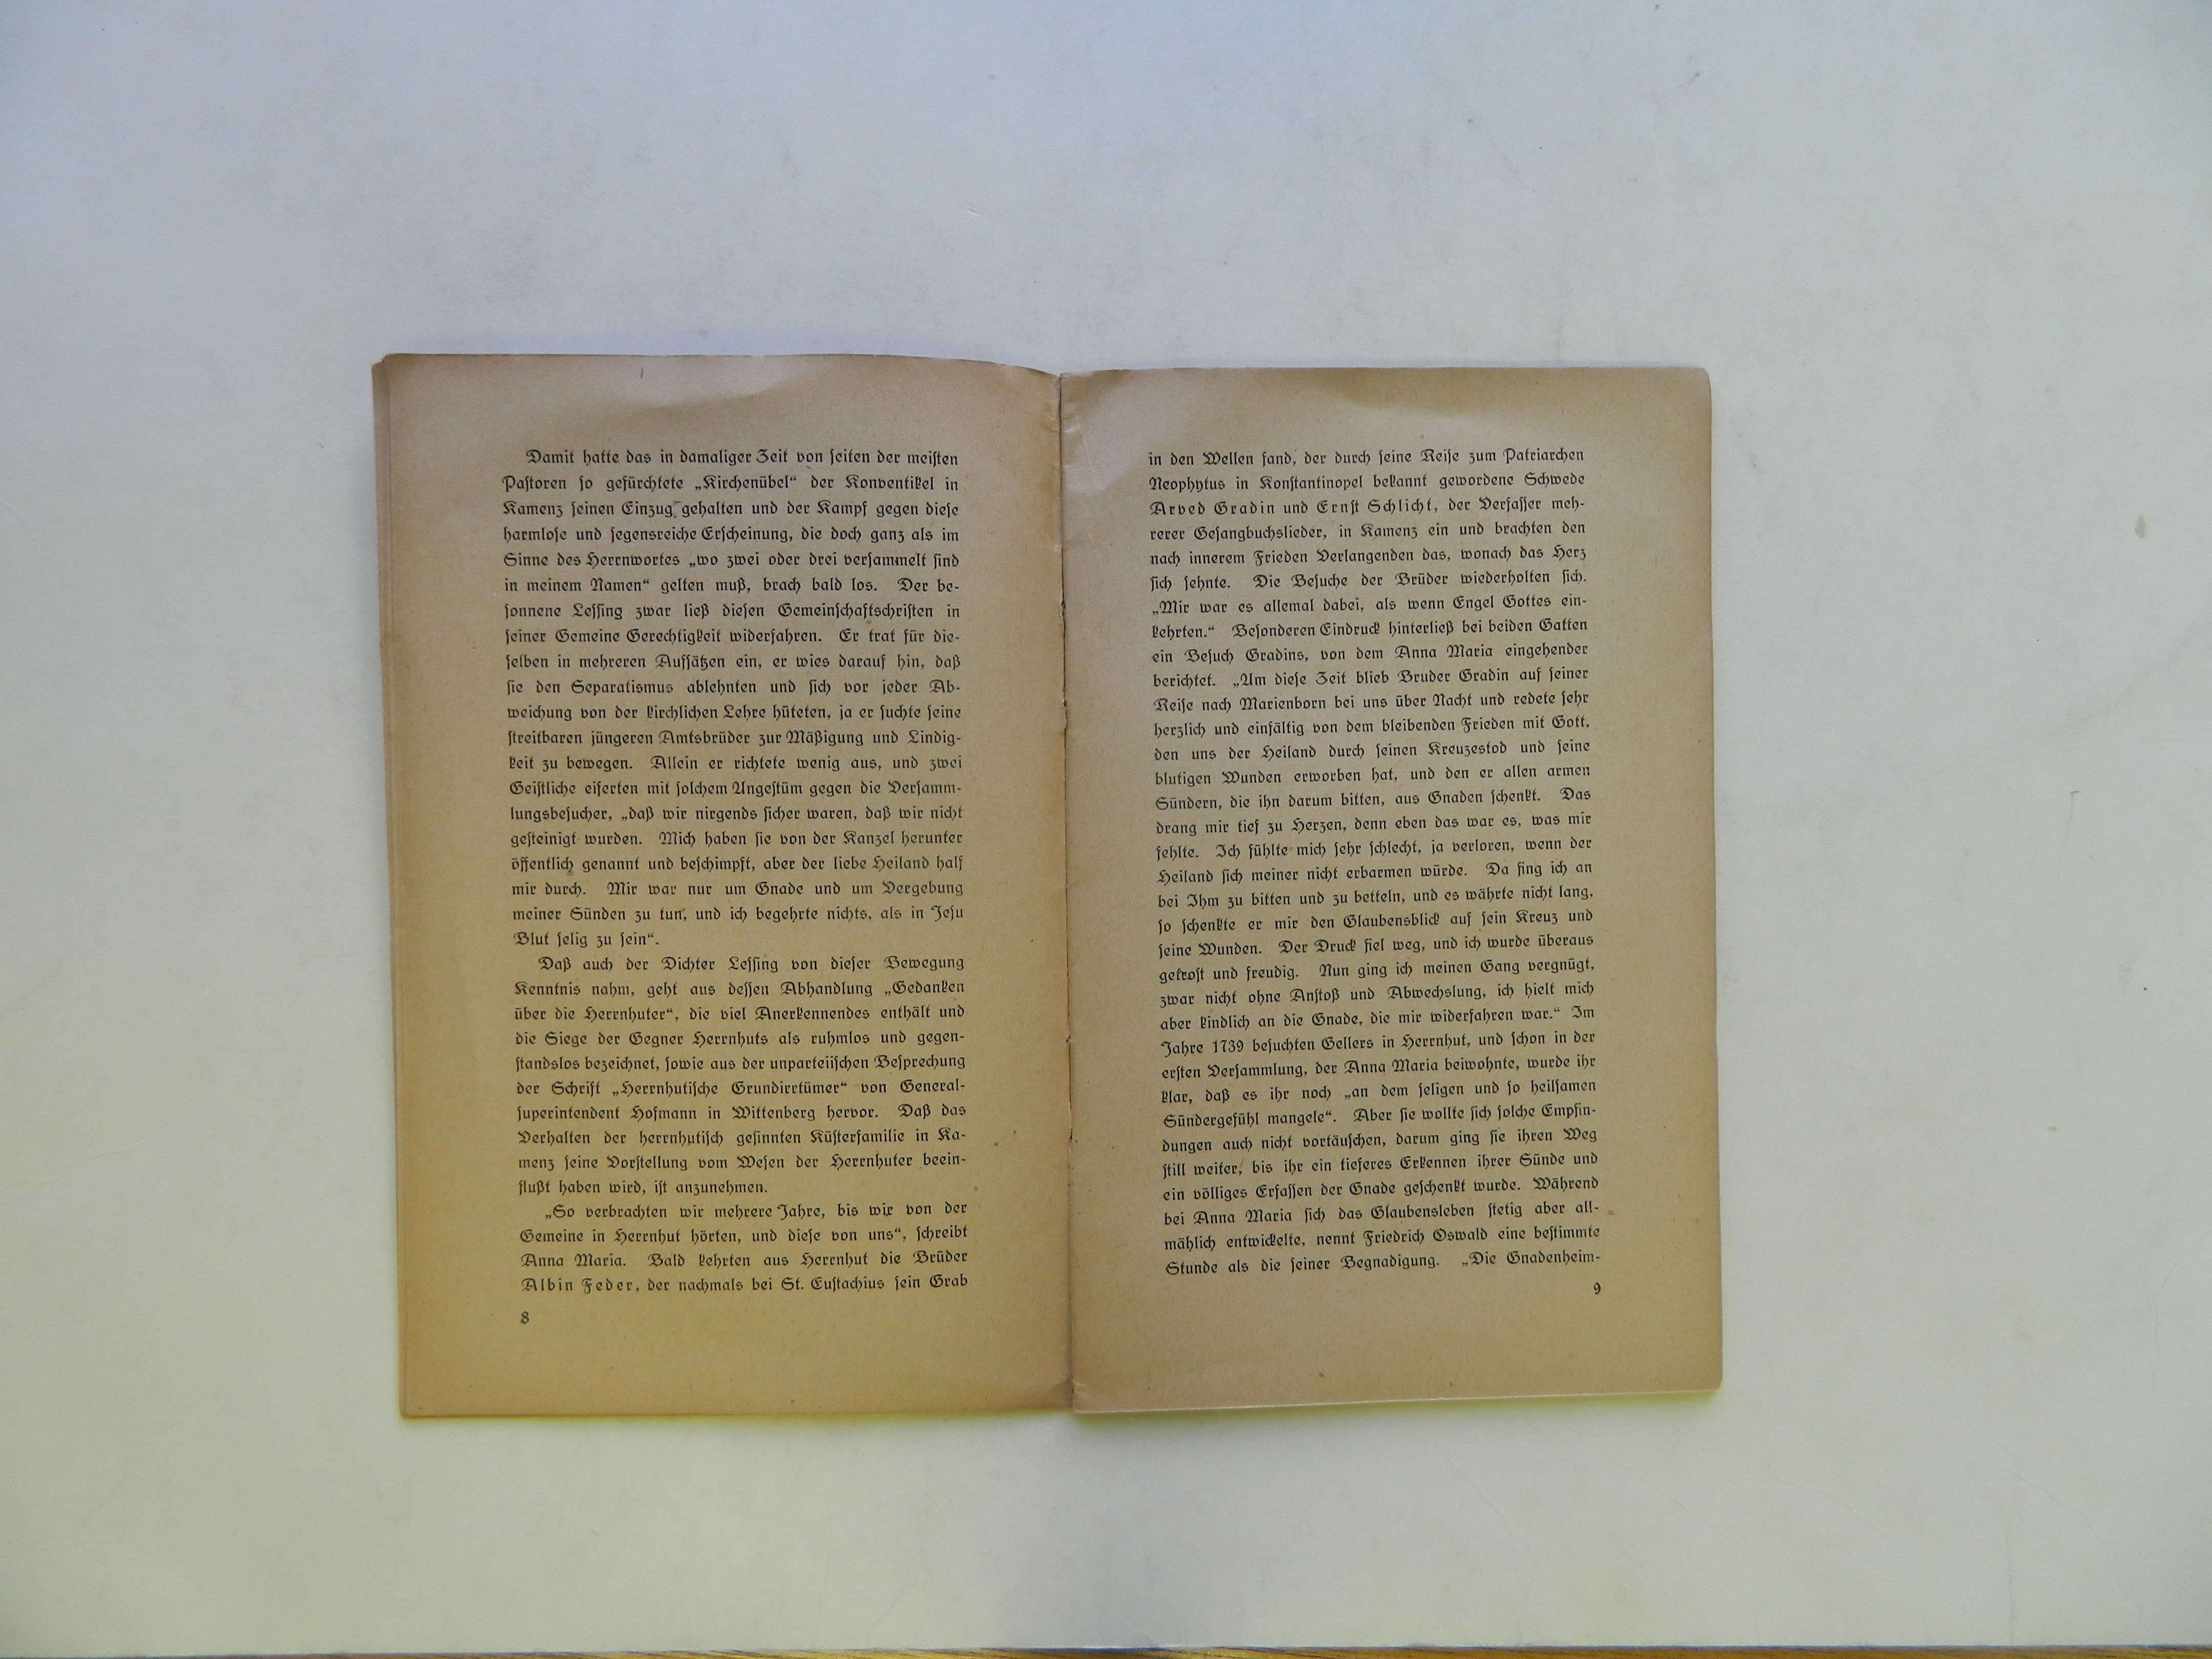 Damit hatte das in damaliger Zeit von seiten der meisten
Pastoren so gefürchtete „Kirchenübel“ der Konventikel in
Kamenz seinen Einzug gehalten und der Kampf gegen diese
harmlose und segensreiche Erscheinung, die doch ganz als im
Sinne des Herrnwortes „wo zwei oder drei versammelt sind
in meinem Namen“ gelten muß, brach bald los. Der be-
sonnene Lessing zwar ließ diesen Gemeinschaftschristen in
seiner Gemeine Gerechtigkeit widerfahren. Er trat für die-
selben in mehreren Aufsätzen ein, er wies darauf hin, daß
sie den Separatismus ablehnten und sich vor jeder Ab-
weichung von der kirchlichen Lehre hüteten, ja er suchte seine
streitbaren jüngeren Amtsbrüder zur Mäßigung und Lindig-
keit zu bewegen. Allein er richtete wenig aus, und zwei
Geistliche eiferten mit solchem Ungestüm gegen die Versamm-
lungsbesucher, „daß wir nirgends sicher waren, daß wir nicht
gesteinigt wurden. Mich haben sie von der Kanzel herunter
öffentlich genannt und beschimpft, aber der liebe Heiland half
mir durch. Mir war nur um Gnade und um Vergebung
meiner Sünden zu tun, und ich begehrte nichts, als in Jesu
Blut selig zu sein“.
Daß auch der Dichter Lessing von dieser Bewegung
Kenntnis nahm, geht aus dessen Abhandlung „Gedanken
über die Herrnhuter“, die viel Anerkennendes enthält und
die Siege der Gegner Herrnhuts als ruhmlos und gegen-
standslos bezeichnet, sowie aus der unparteiischen Besprechung
der Schrift „Herrnhutische Grundirrtümer“ von General-
superintendent Hofmann in Wittenberg hervor. Daß das
Verhalten der herrnhutisch gesinnten Küsterfamilie in Ka-
menz seine Vorstellung vom Wesen der Herrnhuter beein-
flußt haben wird, ist anzunehmen.
„So verbrachten wir mehrere Jahre, bis wir von der
Gemeine in Herrnhut hörten, und diese von uns“, schreibt
Anna Maria. Bald kehrten aus Herrnhut die Brüder
Albin Feder, der nachmals bei St. Eustachius sein Grab
8
in den Wellen fand, der durch seine Reise zum Patriarchen
Neophytus in Konstantinopel bekannt gewordene Schwede
Arved Gradin und Ernst Schlicht, der Verfasser meh-
rerer Gesangbuchslieder, in Kamenz ein und brachten den
nach innerem Frieden Verlangenden das, wonach das Herz
sich sehnte. Die Besuche der Brüder wiederholten sich.
„Mir war es allemal dabei, als wenn Engel Gottes ein-
kehrten.“ Besonderen Eindruck hinterließ bei beiden Gatten
ein Besuch Gradins, von dem Anna Maria eingehender
berichtet. „Um diese Zeit blieb Bruder Gradin auf seiner
Reise nach Marienborn bei uns über Nacht und redete sehr
herzlich und einfältig von dem bleibenden Frieden mit Gott,
den uns der Heiland durch seinen Kreuzestod und seine
blutigen Wunden erworben hat, und den er allen armen
Sündern, die ihn darum bitten, aus Gnaden schenkt. Das
drang mir tief zu Herzen, denn eben das war es, was mir
fehlte. Ich fühlte mich sehr schlecht, ja verloren, wenn der
Heiland sich meiner nicht erbarmen würde. Da fing ich an
bei Ihm zu bitten und zu betteln, und es währte nicht lang,
so schenkte er mir den Glaubensblick auf sein Kreuz und
seine Wunden. Der Druck fiel weg, und ich wurde überaus
getrost und freudig. Nun ging ich meinen Gang vergnügt,
zwar nicht ohne Anstoß und Abwechslung, ich hielt mich
aber kindlich an die Gnade, die mir widerfahren war.“ Im
Jahre 1739 besuchten Gellers in Herrnhut, und schon in der
ersten Versammlung, der Anna Maria beiwohnte, wurde ihr
klar, daß es ihr noch „an dem seligen und so heilsamen
Sündergefühl mangele“. Aber sie wollte sich solche Empfin-
dungen auch nicht vortäuschen, darum ging sie ihren Weg
still weiter, bis ihr ein tieferes Erkennen ihrer Sünde und
ein völliges Erfassen der Gnade geschenkt wurde. Während
bei Anna Maria sich das Glaubensleben stetig aber all-
mählich entwickelte, nennt Friedrich Oswald eine bestimmte
Stunde als die seiner Begnadigung. „Die Gnadenheim-
9